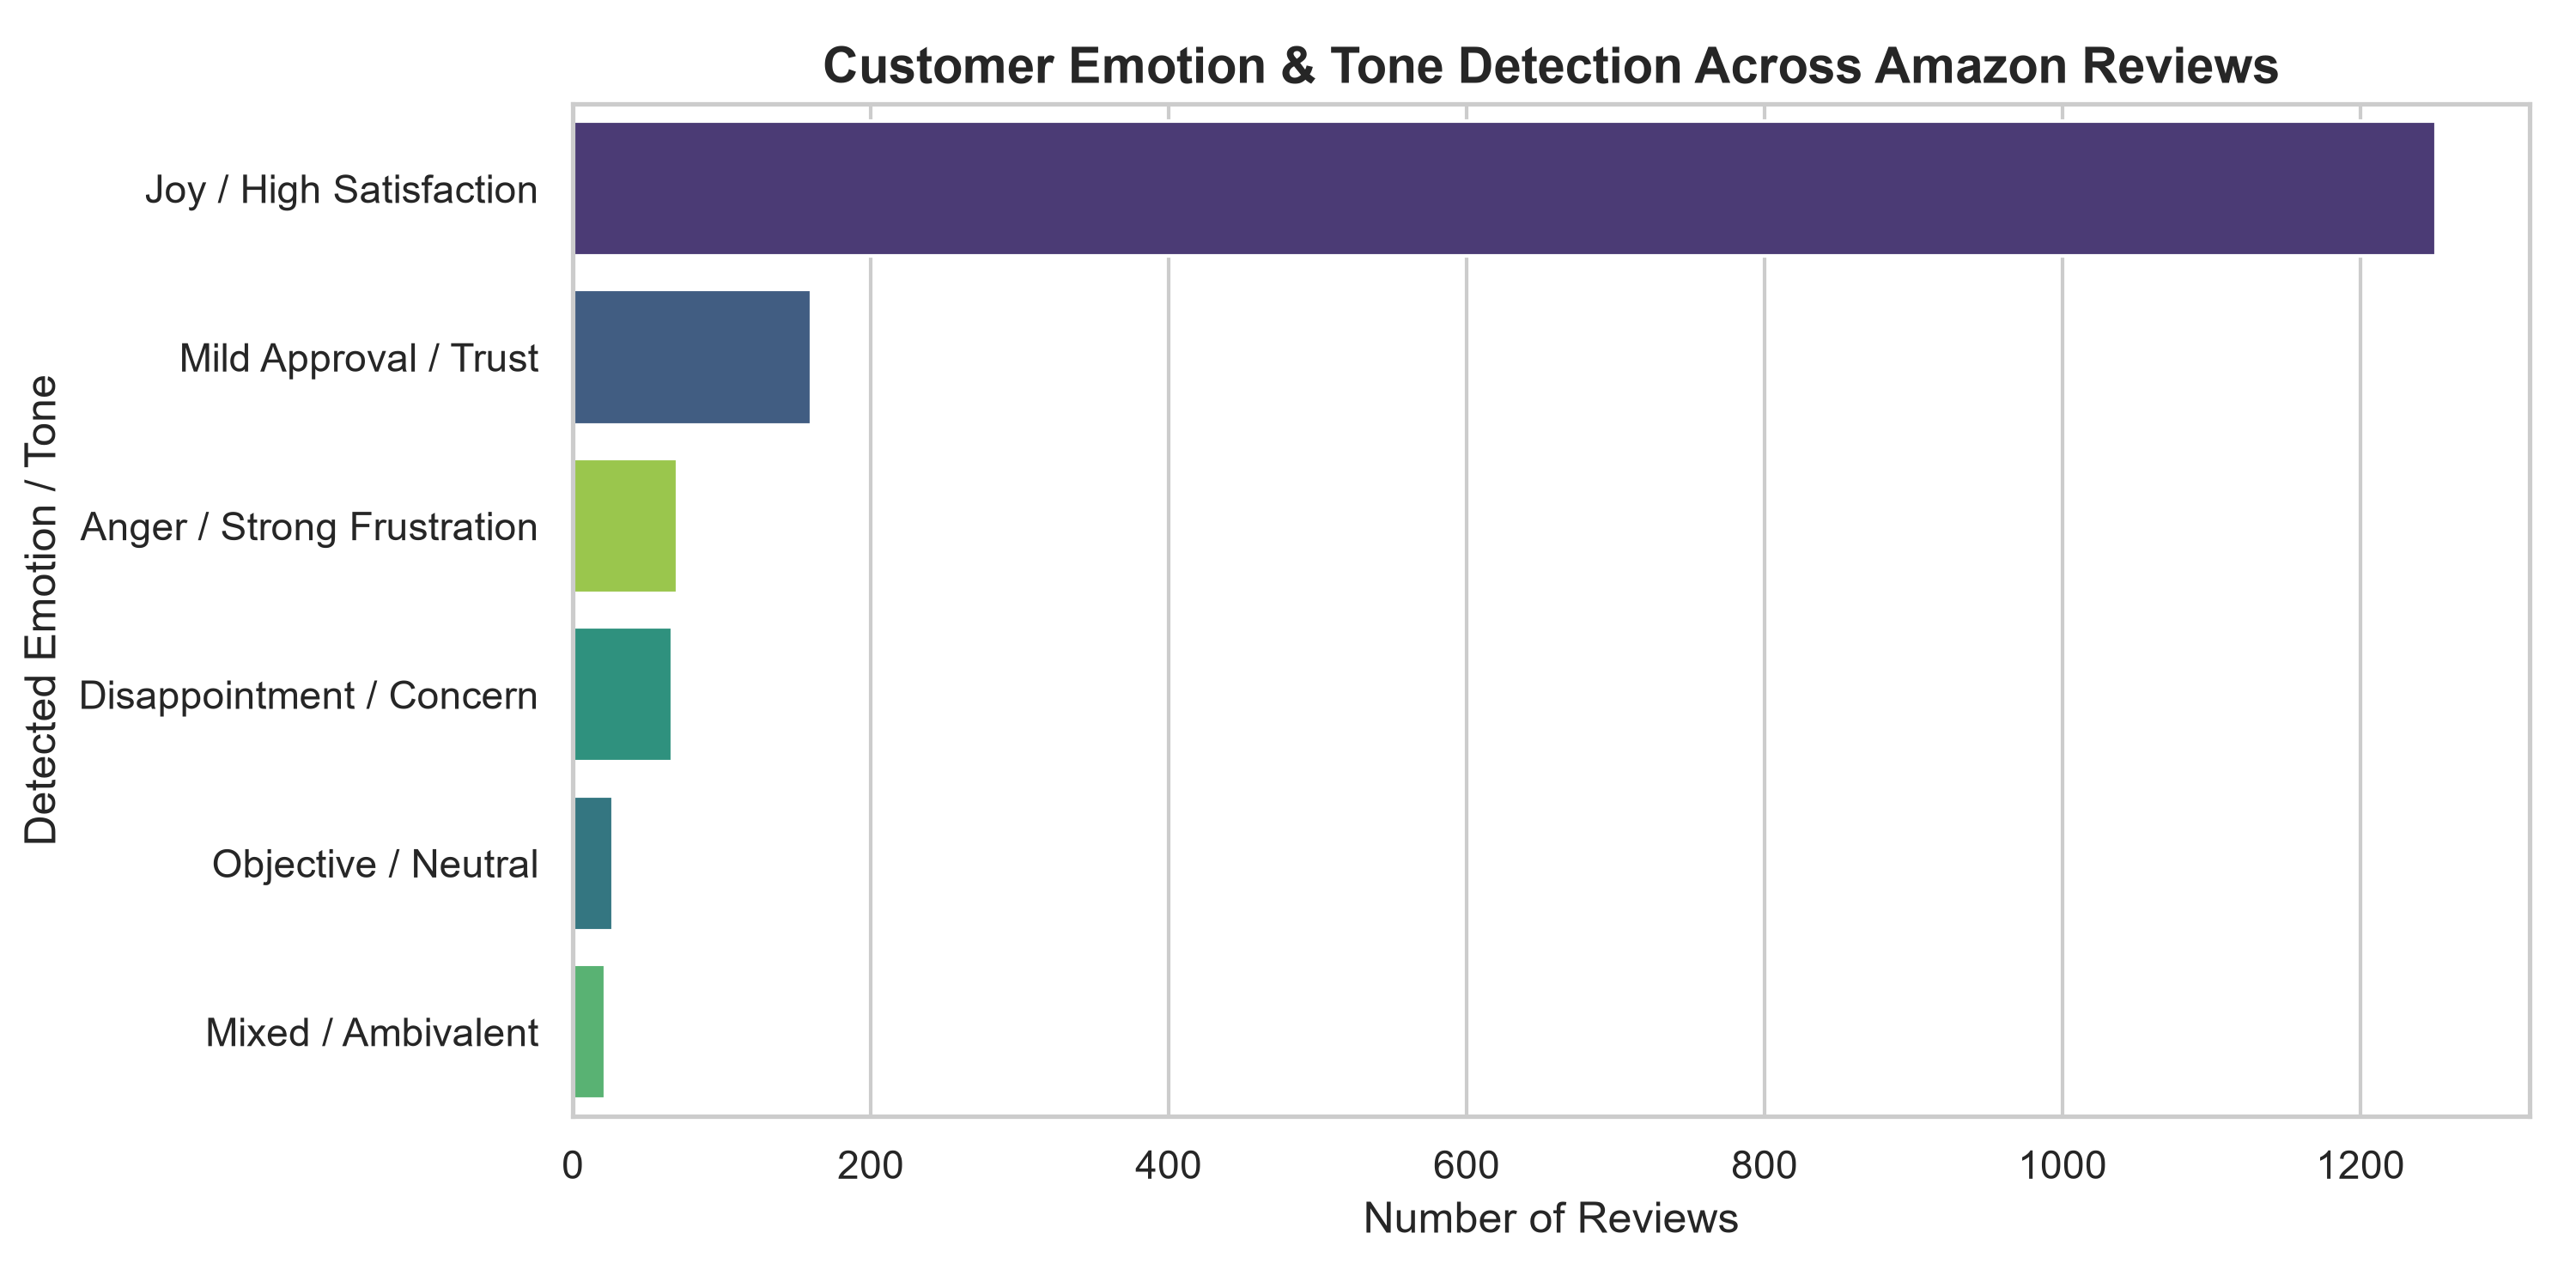 Customer Emotion & Tone Detection Across Amazon Reviews
Detected Emotion / Tone
Joy / High Satisfaction
Mild Approval / Trust
Anger / Strong Frustration
Disappointment / Concern
Objective / Neutral
Mixed / Ambivalent
0 200 400 600 800 1000 1200
Number of Reviews